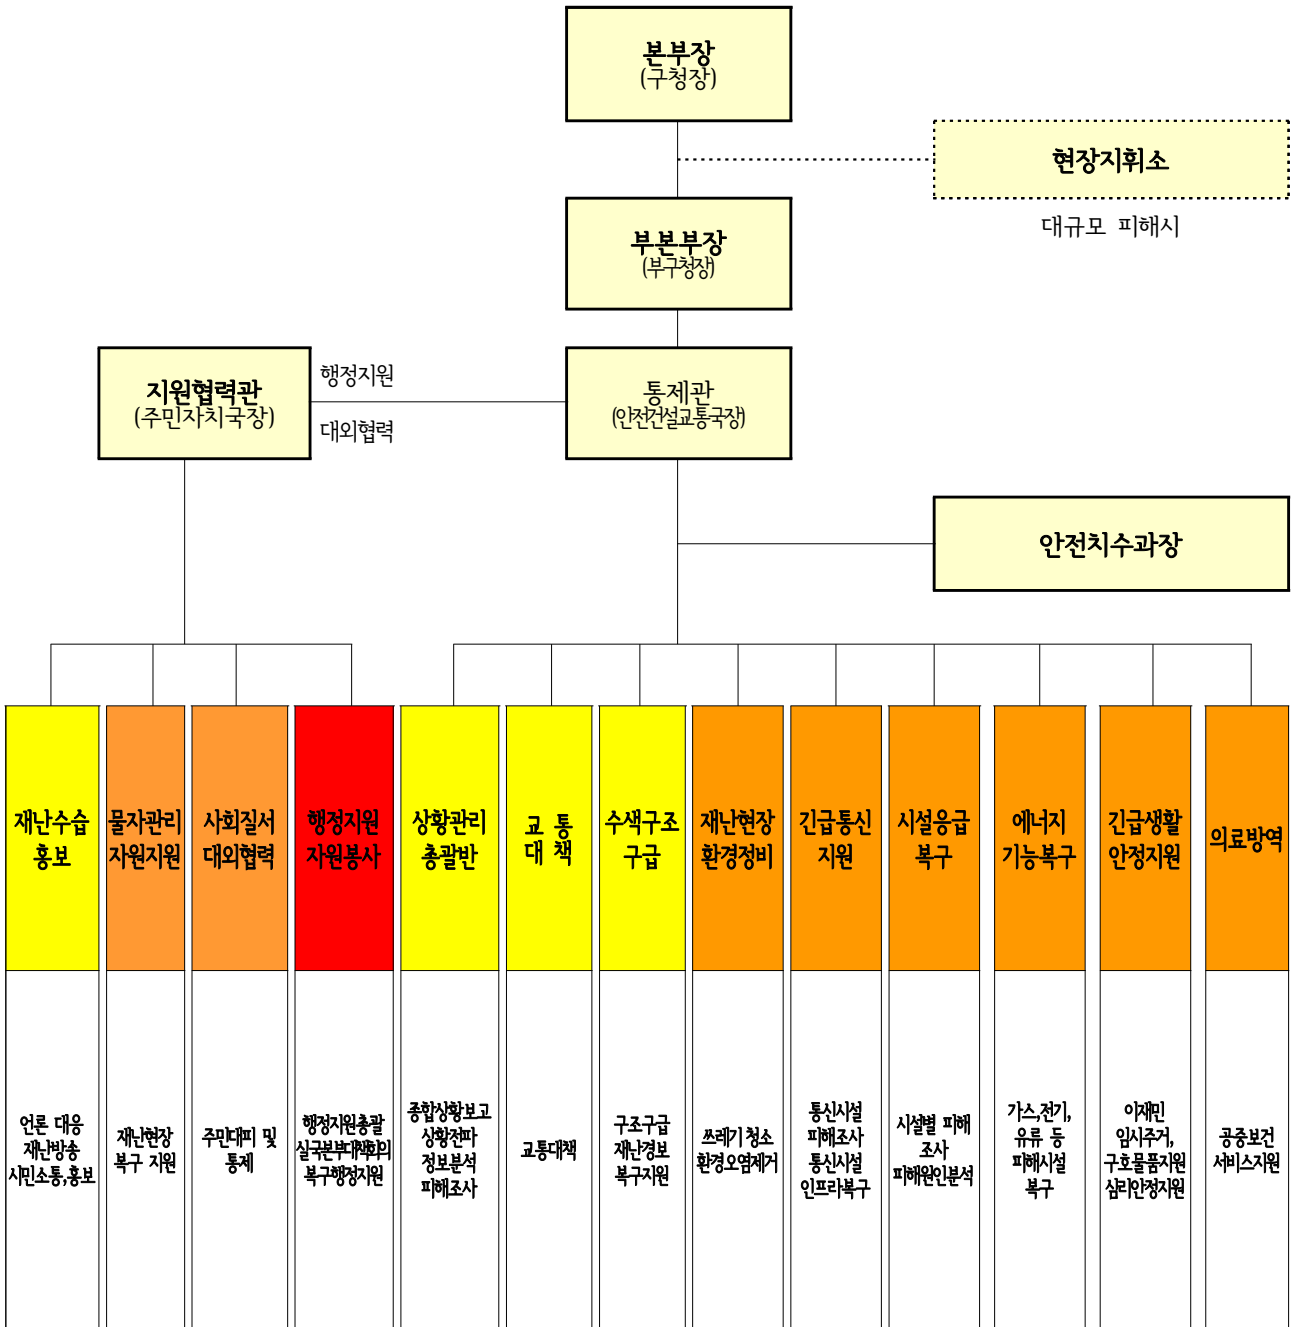 본부장
(구청장)
현장지휘소
대규모 피해시
부본부장
(부구청장)
지원협력관
(주민자치국장)
행정지원
대외협력
통제관
(안전건설교통국장)
안전치수과장
재난수습
홍보
물자관리
자원지원
사회질서
대외협력
행정지원
자원봉사
상황관리
총괄반
교 통
대 책
수색구조
구급
재난현장
환경정비
긴급통신
지원
시설응급
복구
에너지
기능복구
긴급생활
안정지원
의료방역
언론 대응
재난방송
시민소통,홍보
재난현장
복구 지원
주민대피 및
통제
행정지원총괄
실국본부대책회의
복구행정지원
종합상황보고
상황전파
정보분석
피해조사
교통대책
구조구급
재난경보
복구지원
쓰레기 청소
환경오염제거
통신시설
피해조사
통신시설
인프라복구
시설별 피해
조사
피해원인분석
가스,전기,
유류 등
피해시설
복구
이재민
임시주거,
구호물품지원
심리안정지원
공중보건
서비스지원